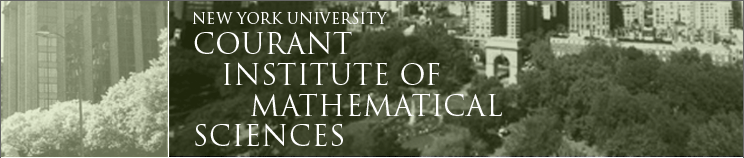 NEW YORK UNIVERSITY
COURANT
INSTITUTE OF
MATHEMATICAL
SCIENCES